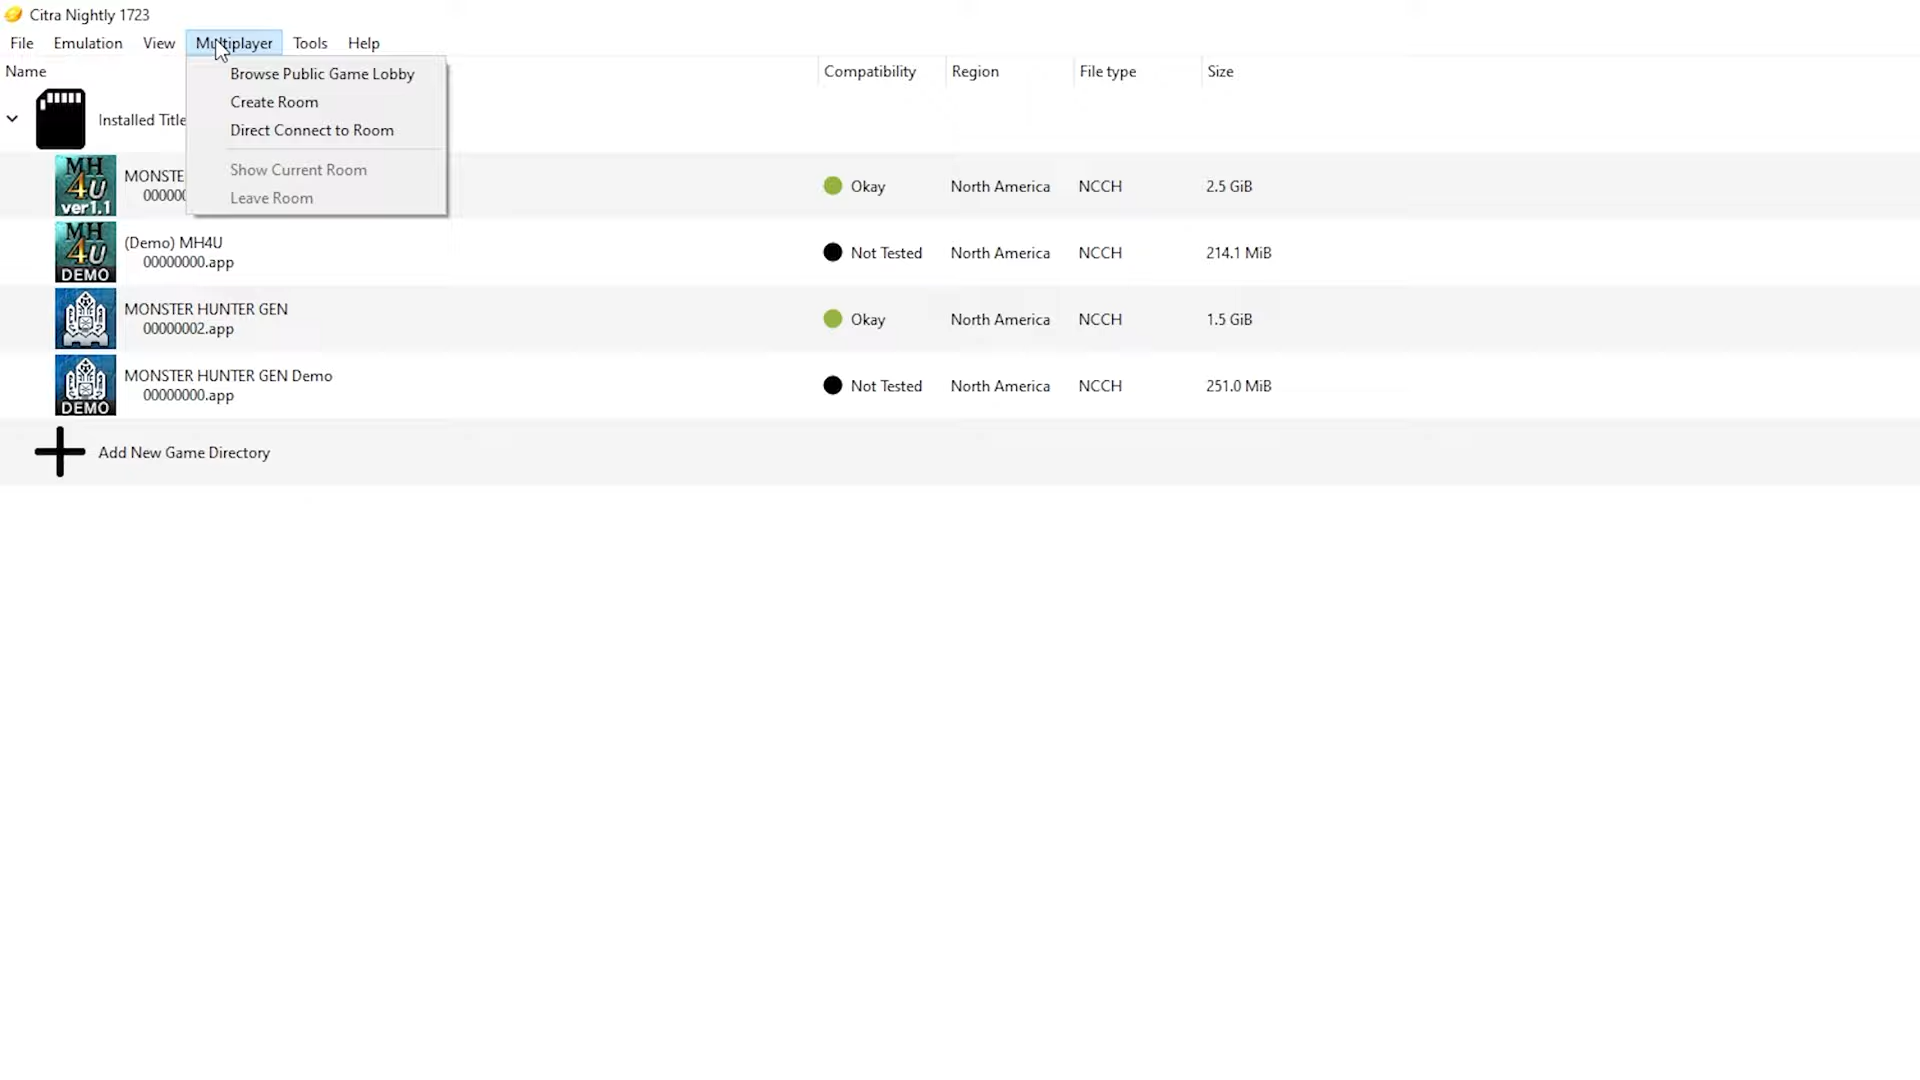 Citra Nightly 1723
File Emulation View Multiplayer Tools Help
Name Compatibility Region File type Size
Browse Public Game Lobby
Create Room
Direct Connect to Room
Show Current Room
Leave Room
Installed Title
MH 4U ver1.1
MONSTE Okay North America NCCH 2.5 GiB
00000
MH 4U DEMO
(Demo) MH4U Not Tested North America NCCH 214.1 MiB
00000000.app
MONSTER HUNTER GEN Okay North America NCCH 1.5 GiB
00000002.app
DEMO
MONSTER HUNTER GEN Demo Not Tested North America NCCH 251.0 MiB
00000000.app
Add New Game Directory